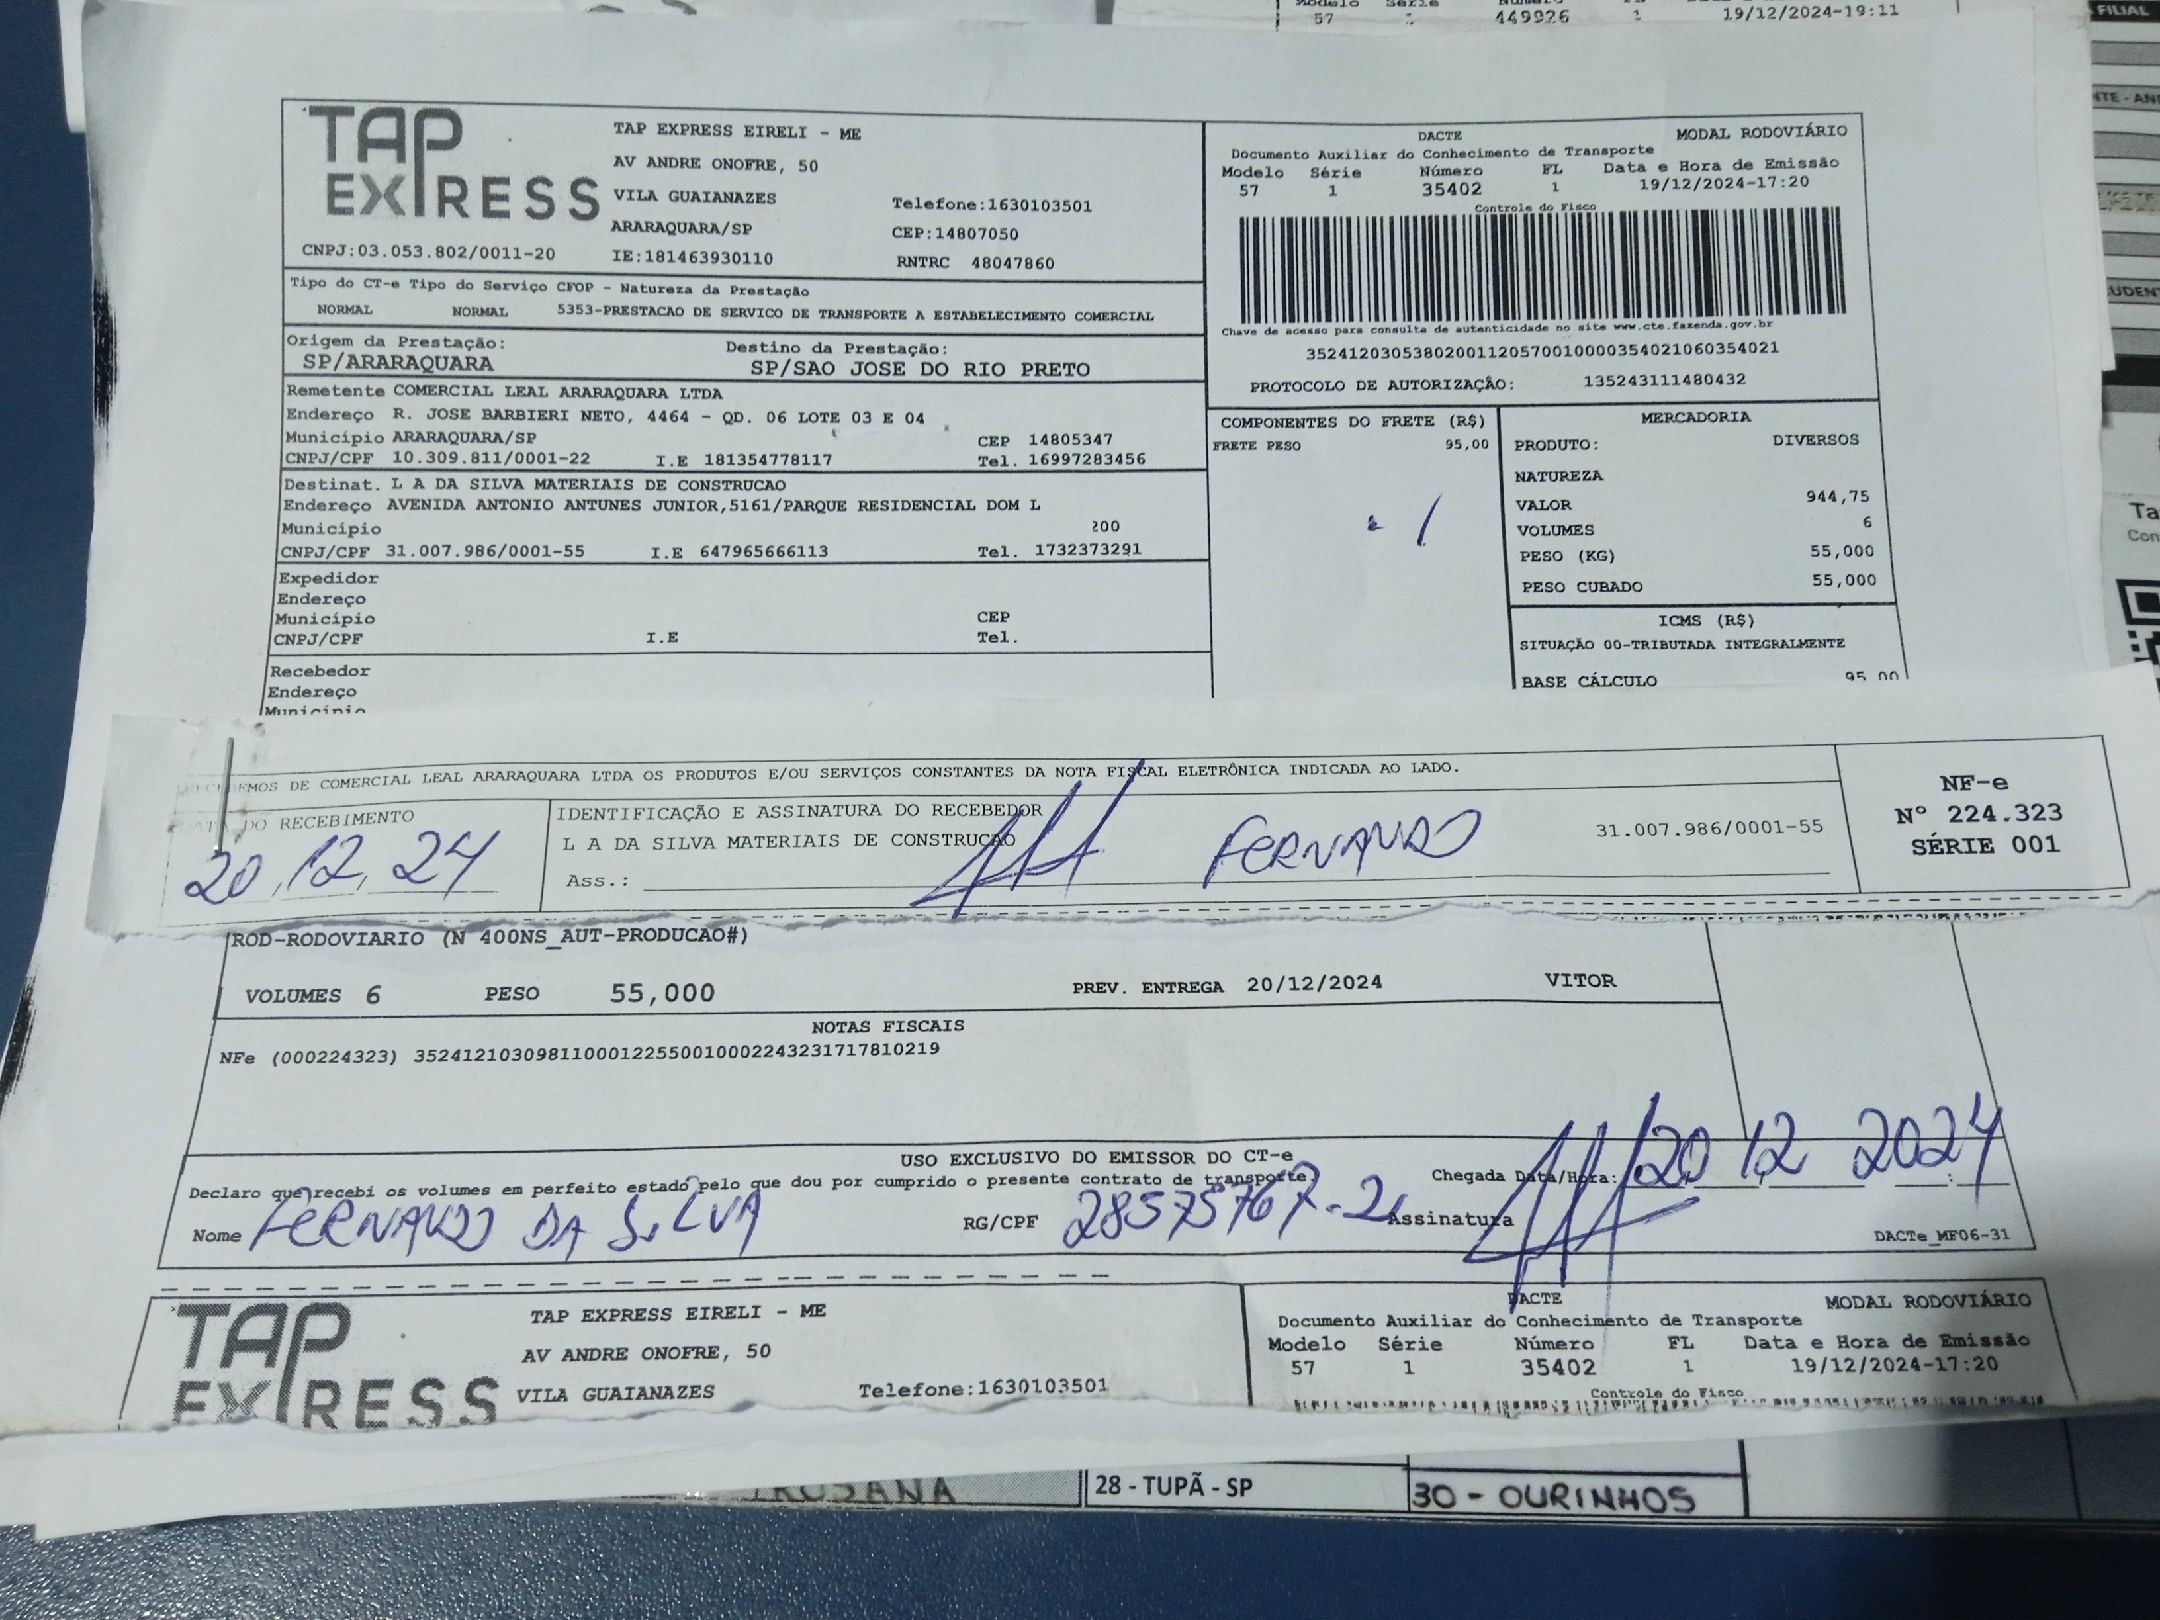 Modelo Série Número FL
57 1 449926 1 19/12/2024-19:11
FILIAL
TAP EXPRESS
TAP EXPRESS EIRELI - ME
AV ANDRE ONOFRE, 50
VILA GUAIANAZES Telefone:1630103501
ARARAQUARA/SP CEP:14807050
CNPJ:03.053.802/0011-20 IE:181463930110 RNTRC 48047860
DACTE MODAL RODOVIÁRIO
Documento Auxiliar do Conhecimento de Transporte
Modelo Série Número FL Data e Hora de Emissão
57 1 35402 1 19/12/2024-17:20
Controle do Fisco
Chave de acesso para consulta de autenticidade no site www.cte.fazenda.gov.br
35241203053802001120570010000354021060354021
PROTOCOLO DE AUTORIZAÇÃO: 135243111480432
Tipo do CT-e Tipo do Serviço CFOP - Natureza da Prestação
NORMAL NORMAL 5353-PRESTACAO DE SERVICO DE TRANSPORTE A ESTABELECIMENTO COMERCIAL
Origem da Prestação: Destino da Prestação:
SP/ARARAQUARA SP/SAO JOSE DO RIO PRETO
Remetente COMERCIAL LEAL ARARAQUARA LTDA
Endereço R. JOSE BARBIERI NETO, 4464 - QD. 06 LOTE 03 E 04
Município ARARAQUARA/SP CEP 14805347
CNPJ/CPF 10.309.811/0001-22 I.E 181354778117 Tel. 16997283456
Destinat. L A DA SILVA MATERIAIS DE CONSTRUCAO
Endereço AVENIDA ANTONIO ANTUNES JUNIOR,5161/PARQUE RESIDENCIAL DOM L
Município 200
CNPJ/CPF 31.007.986/0001-55 I.E 647965666113 Tel. 1732373291
Expedidor
Endereço
Município CEP
CNPJ/CPF I.E Tel.
Recebedor
Endereço
Município
COMPONENTES DO FRETE (R$)
FRETE PESO 95,00
MERCADORIA
PRODUTO: DIVERSOS
NATUREZA
VALOR 944,75
VOLUMES 6
PESO (KG) 55,000
PESO CUBADO 55,000
ICMS (R$)
SITUAÇÃO 00-TRIBUTADA INTEGRALMENTE
BASE CÁLCULO 95,00
DE COMERCIAL LEAL ARARAQUARA LTDA OS PRODUTOS E/OU SERVIÇOS CONSTANTES DA NOTA FISCAL ELETRÔNICA INDICADA AO LADO.
DATA DO RECEBIMENTO
20 12 24
IDENTIFICAÇÃO E ASSINATURA DO RECEBEDOR
L A DA SILVA MATERIAIS DE CONSTRUCAO FERNANDO 31.007.986/0001-55
Ass.:
NF-e
Nº 224.323
SÉRIE 001
ROD-RODOVIARIO (N 400NS_AUT-PRODUCAO#)
VOLUMES 6 PESO 55,000 PREV. ENTREGA 20/12/2024 VITOR
NOTAS FISCAIS
NFe (000224323) 35241210309811000122550010002243231717810219
USO EXCLUSIVO DO EMISSOR DO CT-e
Declaro que recebi os volumes em perfeito estado pelo que dou por cumprido o presente contrato de transporte. Chegada Data/Hora: 20 12 2024
Nome FERNANDO DA SILVA RG/CPF 28575767-2 Assinatura
DACTe_MF06-31
TAP EXPRESS
TAP EXPRESS EIRELI - ME
AV ANDRE ONOFRE, 50
VILA GUAIANAZES Telefone:1630103501
DACTE MODAL RODOVIÁRIO
Documento Auxiliar do Conhecimento de Transporte
Modelo Série Número FL Data e Hora de Emissão
57 1 35402 1 19/12/2024-17:20
Controle do Fisco
28 - TUPÃ - SP
30 - OURINHOS